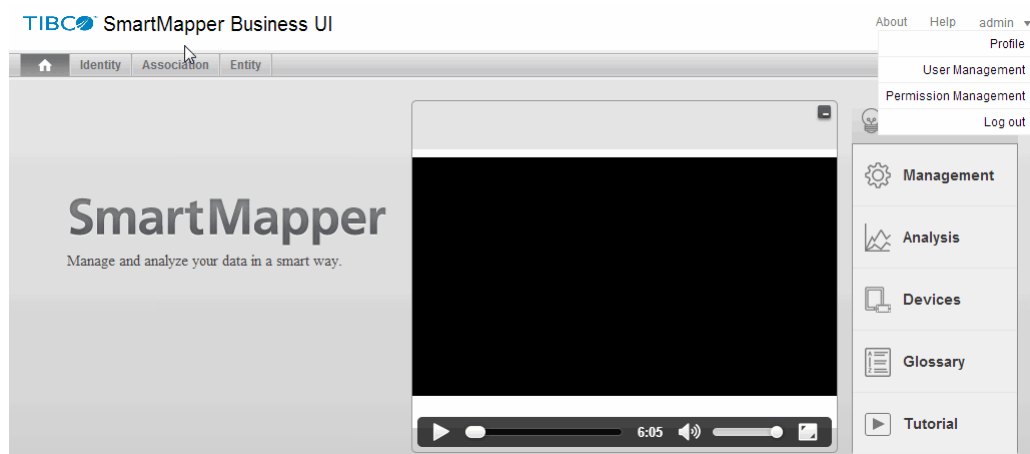 TIBCO SmartMapper Business UI
About Help admin
Profile
User Management
Permission Management
Log out
Identity Association Entity
SmartMapper
Manage and analyze your data in a smart way.
6:05
Management
Analysis
Devices
Glossary
Tutorial